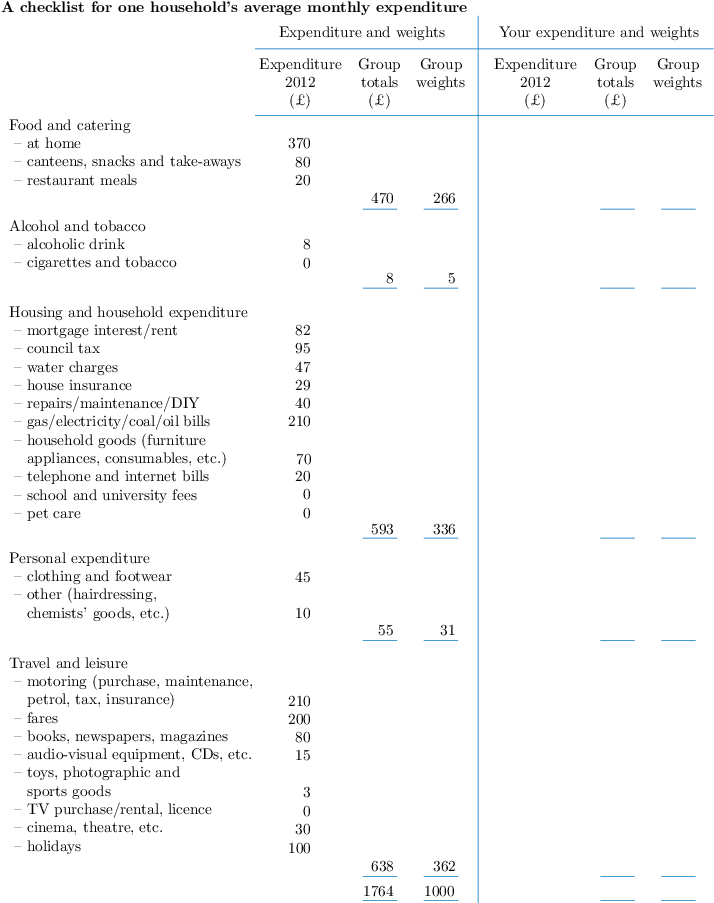 A checklist for one household's average monthly expenditure
Expenditure and weights Your expenditure and weights
Expenditure Group Group Expenditure Group Group
2012 totals weights 2012 totals weights
(£) (£) (£) (£)
Food and catering
– at home 370
– canteens, snacks and take-aways 80
– restaurant meals 20
470 266
Alcohol and tobacco
– alcoholic drink 8
– cigarettes and tobacco 0
8 5
Housing and household expenditure
– mortgage interest/rent 82
– council tax 95
– water charges 47
– house insurance 29
– repairs/maintenance/DIY 40
– gas/electricity/coal/oil bills 210
– household goods (furniture
appliances, consumables, etc.) 70
– telephone and internet bills 20
– school and university fees 0
– pet care 0
593 336
Personal expenditure
– clothing and footwear 45
– other (hairdressing,
chemists' goods, etc.) 10
55 31
Travel and leisure
– motoring (purchase, maintenance,
petrol, tax, insurance) 210
– fares 200
– books, newspapers, magazines 80
– audio-visual equipment, CDs, etc. 15
– toys, photographic and
sports goods 3
– TV purchase/rental, licence 0
– cinema, theatre, etc. 30
– holidays 100
638 362
1764 1000